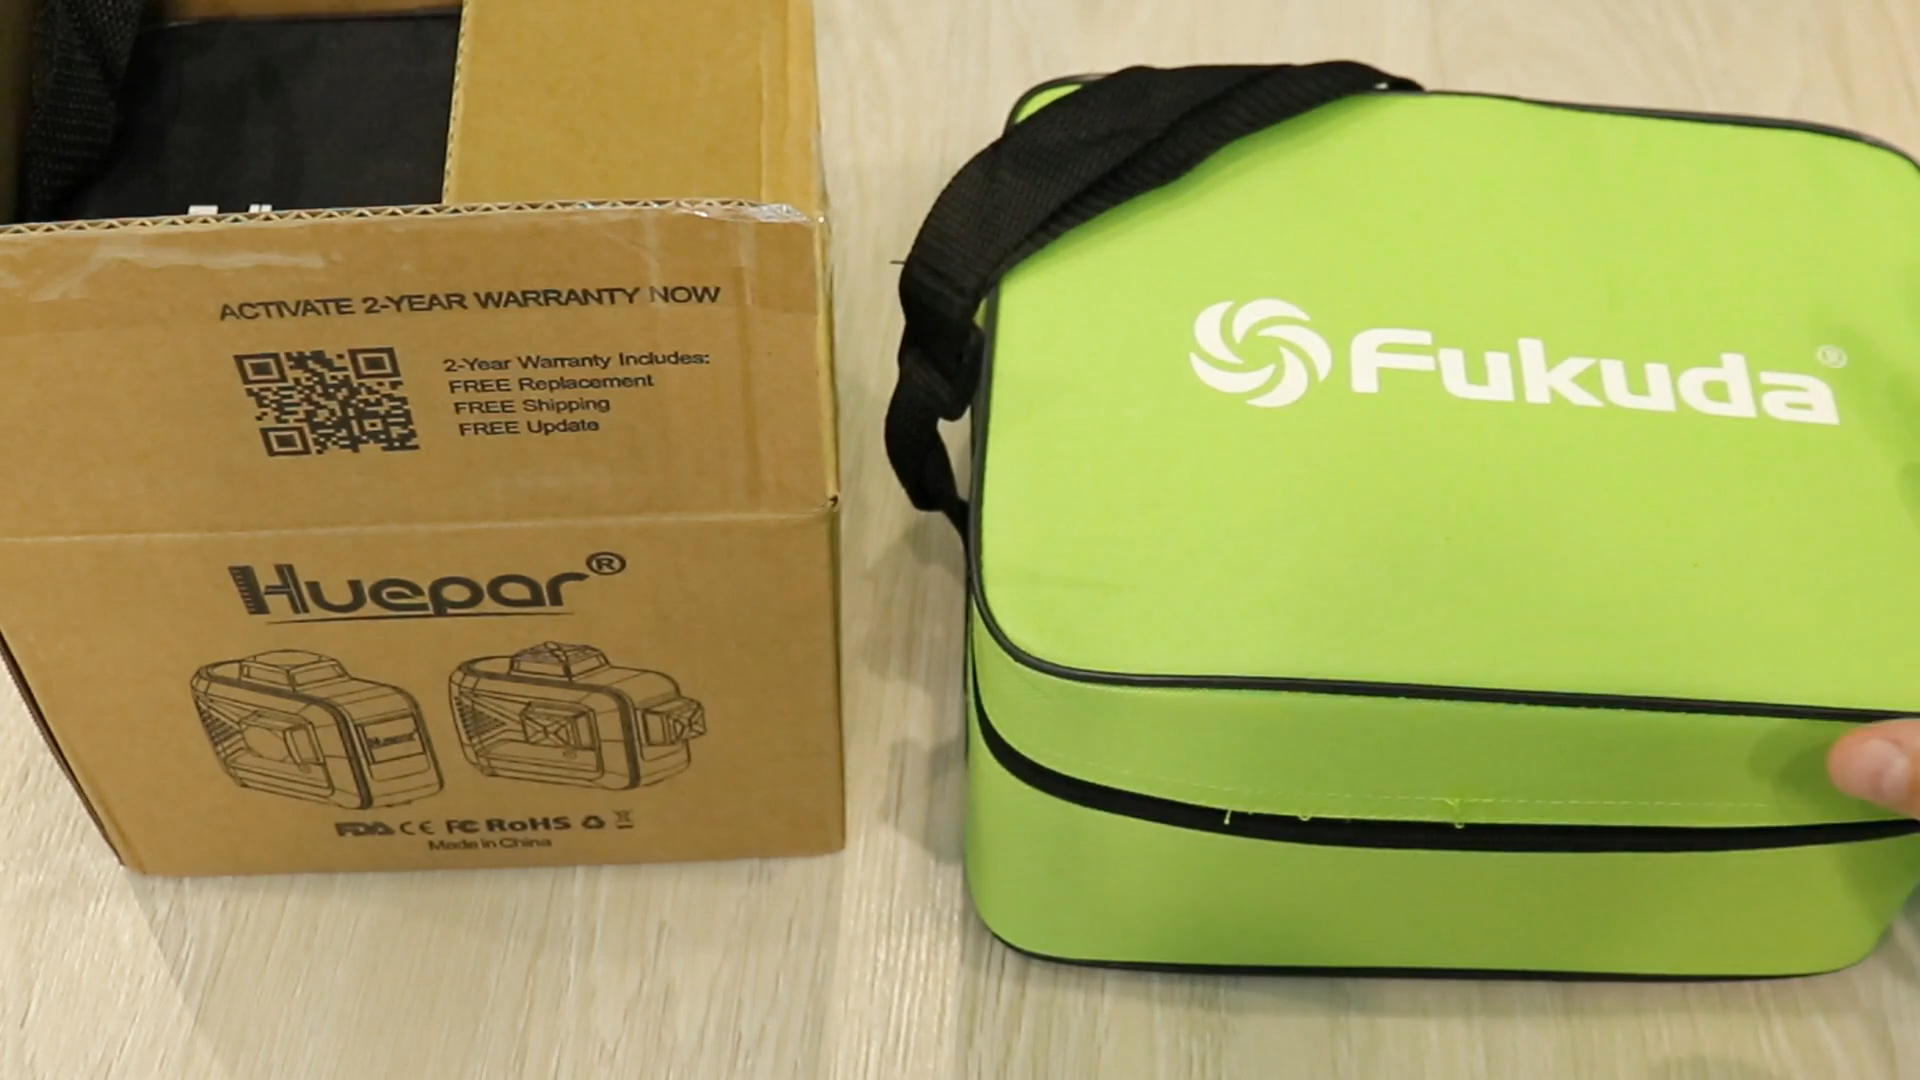 ACTIVATE 2-YEAR WARRANTY NOW
2-Year Warranty Includes:
FREE Replacement
FREE Shipping
FREE Update
Huepar®
Huepar
FDA CE FC RoHS
Made in China
Fukuda®